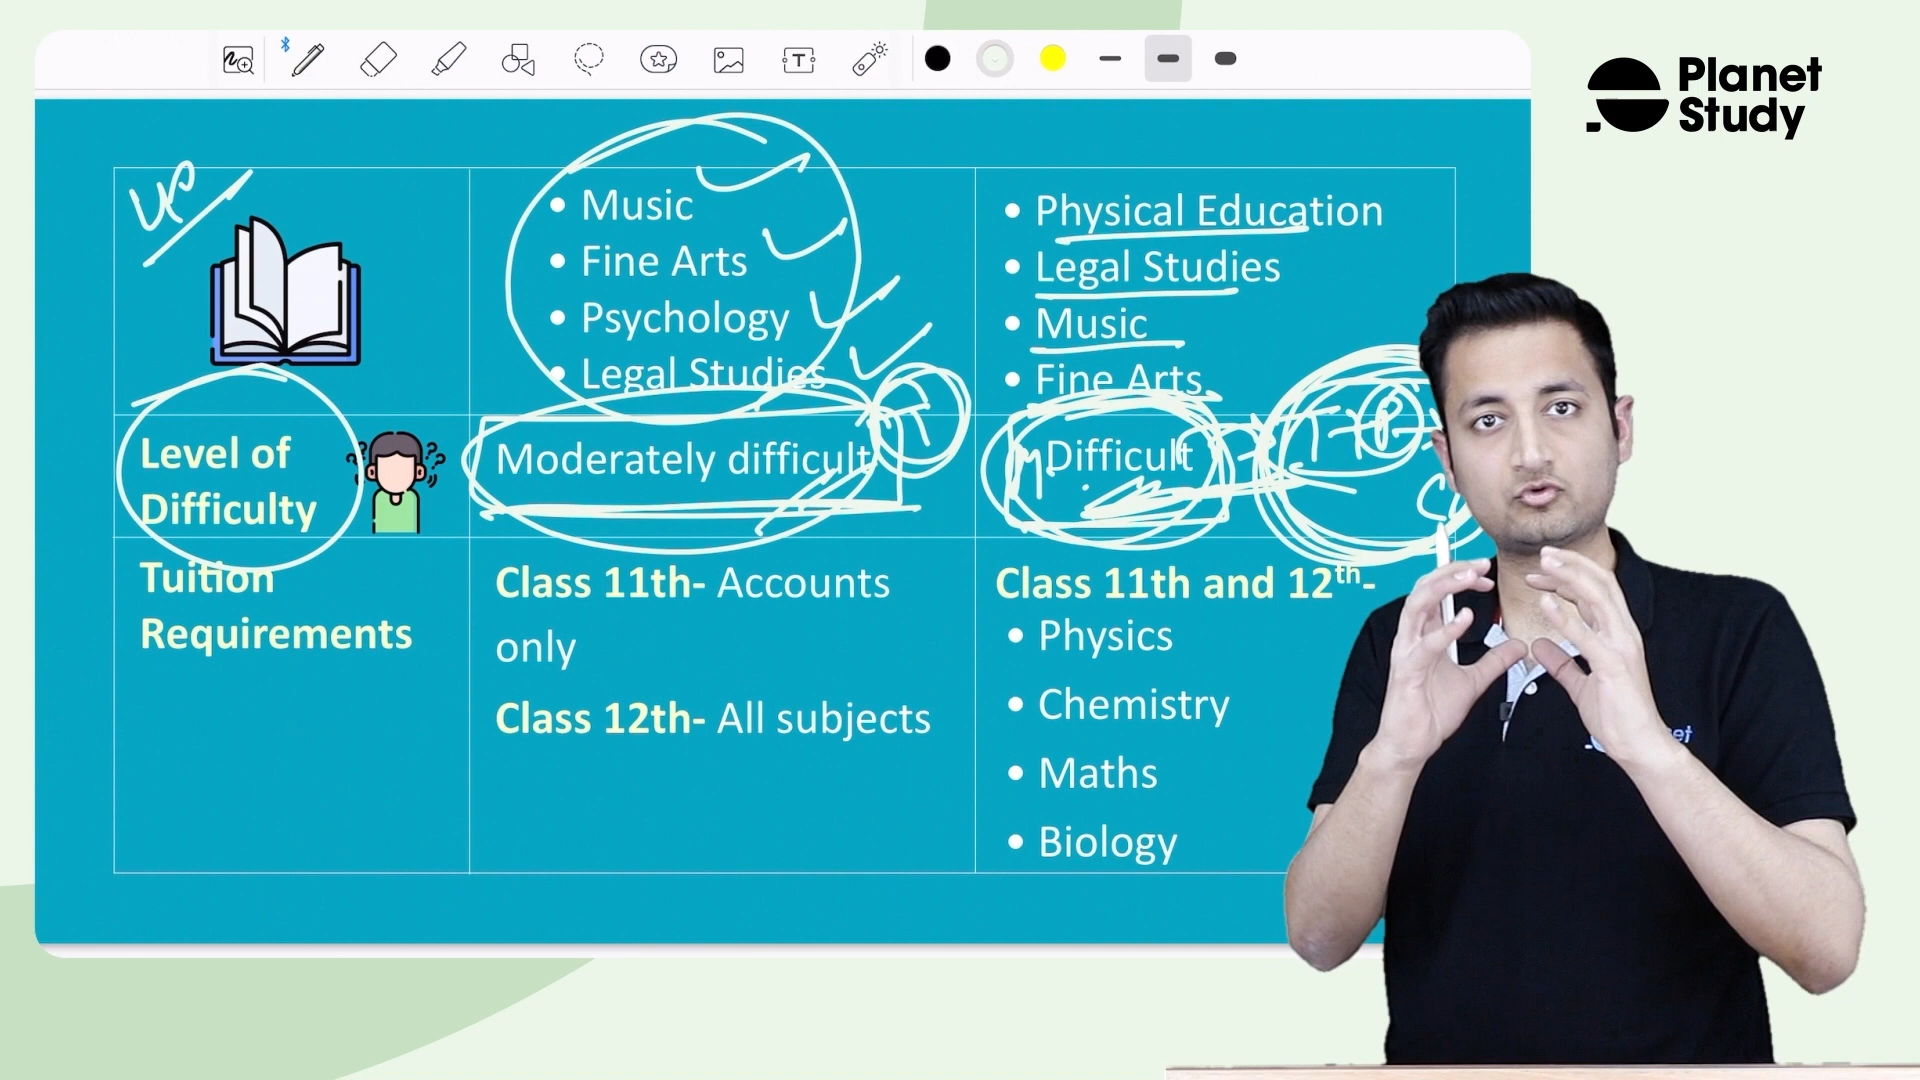 Planet
Study
UP
• Music
• Fine Arts
• Psychology
• Legal Studies
• Physical Education
• Legal Studies
• Music
• Fine Arts
Level of
Difficulty
Moderately difficult
Difficult
Tuition
Requirements
Class 11th- Accounts
only
Class 12th- All subjects
Class 11th and 12th-
• Physics
• Chemistry
• Maths
• Biology